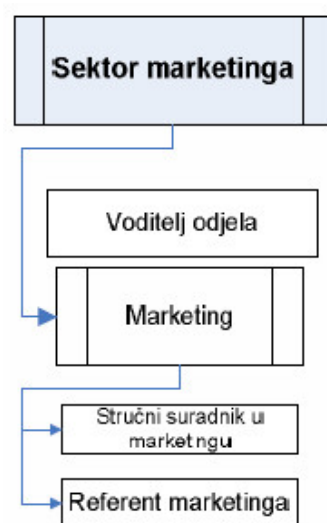 Sektor marketinga
Voditelj odjela
Marketing
Stručni suradnik u
marketngu
Referent marketinga